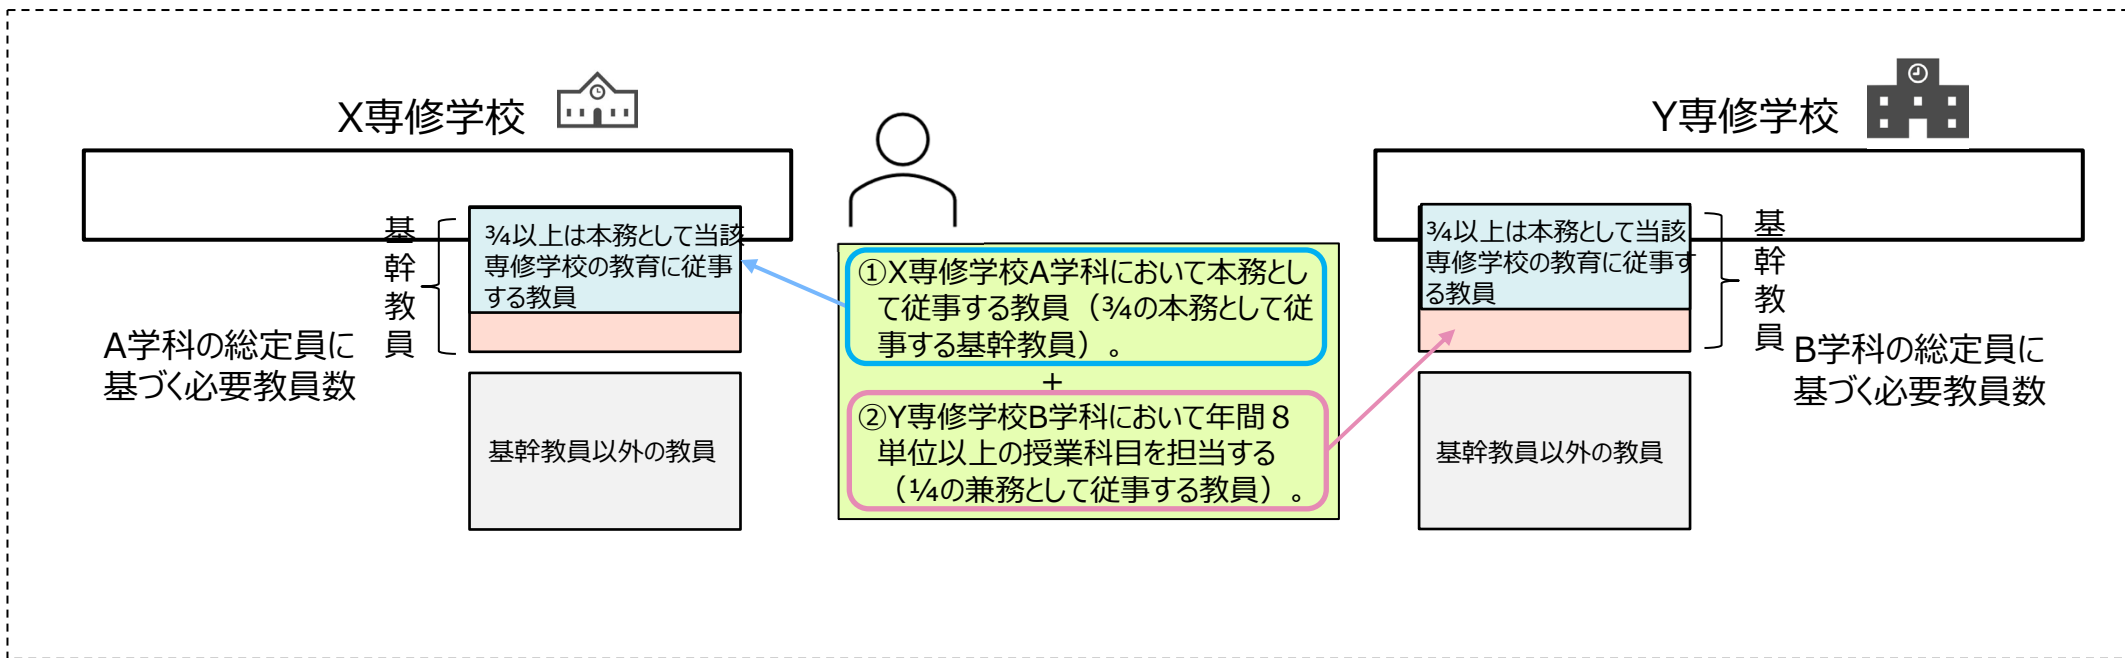 X専修学校
基幹教員
3⁄4以上は本務として当該
専修学校の教育に従事
する教員
A学科の総定員に
基づく必要教員数
基幹教員以外の教員
①X専修学校A学科において本務とし
て従事する教員（3⁄4の本務として従
事する基幹教員）。
+
②Y専修学校B学科において年間８
単位以上の授業科目を担当する
（1⁄4の兼務として従事する教員）。
Y専修学校
3⁄4以上は本務として当該
専修学校の教育に従事す
る教員
基幹教員
B学科の総定員に
基づく必要教員数
基幹教員以外の教員